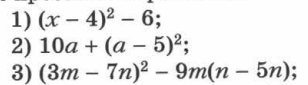 1) (x – 4)² – 6;
2) 10a + (a – 5)²;
3) (3m – 7n)² – 9m(n – 5n);